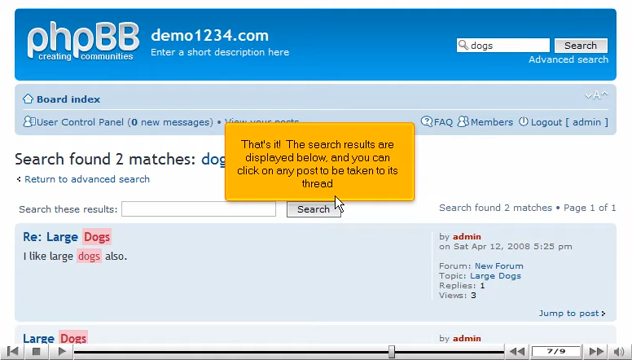 phpBB
creating communities
demo1234.com
Enter a short description here
dogs
Search
Advanced search
Board index
User Control Panel (0 new messages) • View your posts
FAQ Members Logout [ admin ]
That's it! The search results are
displayed below, and you can
click on any post to be taken to its
thread
Search found 2 matches: dog
Return to advanced search
Search these results:
Search
Search found 2 matches • Page 1 of 1
Re: Large Dogs
I like large dogs also.
by admin
on Sat Apr 12, 2008 5:25 pm
Forum: New Forum
Topic: Large Dogs
Replies: 1
Views: 3
Jump to post
Large Dogs
by admin
7/9